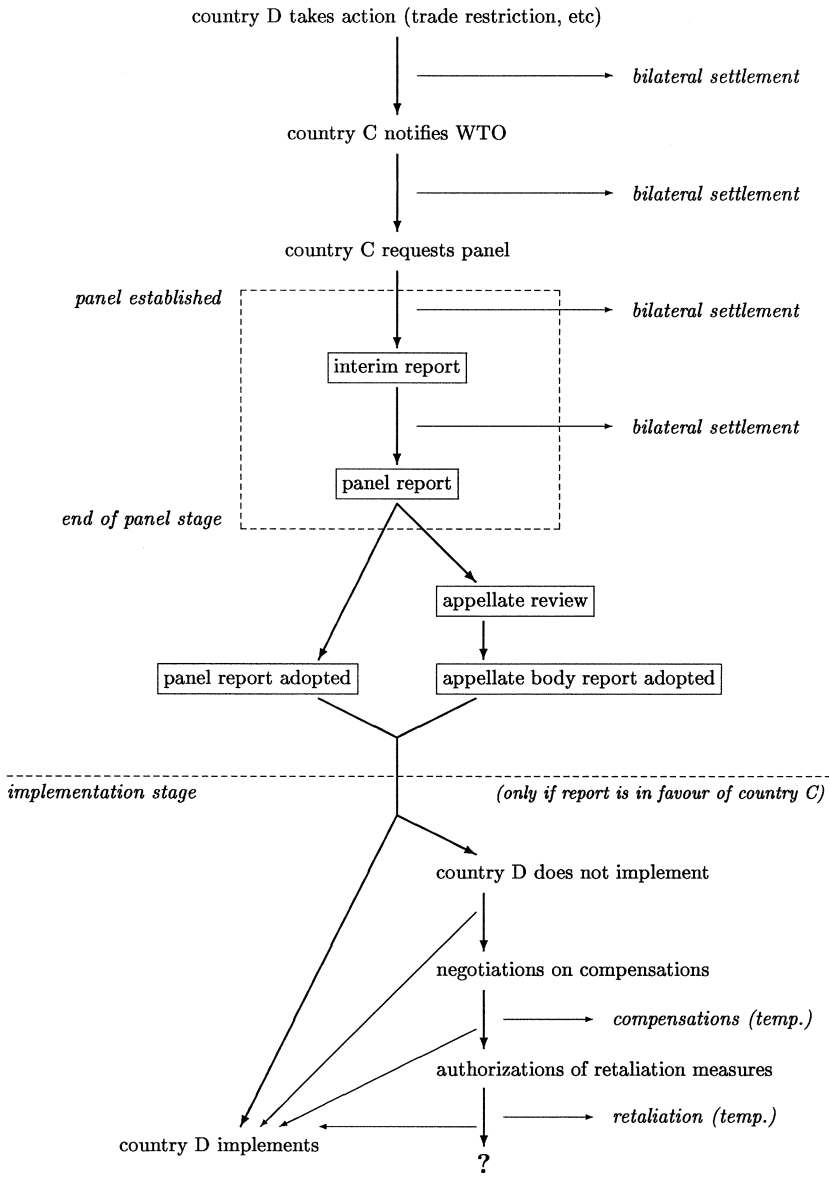 country D takes action (trade restriction, etc)
bilateral settlement
country C notifies WTO
bilateral settlement
country C requests panel
panel established
bilateral settlement
interim report
bilateral settlement
panel report
end of panel stage
appellate review
panel report adopted
appellate body report adopted
implementation stage
(only if report is in favour of country C)
country D does not implement
negotiations on compensations
compensations (temp.)
authorizations of retaliation measures
retaliation (temp.)
country D implements
?